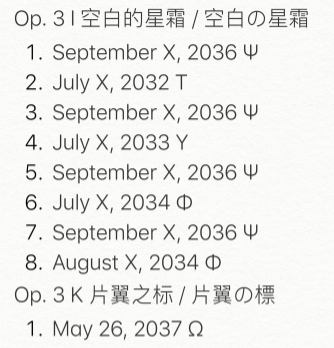 Op. 3 I 空白的星霜 / 空白の星霜
1. September X, 2036 Ψ
2. July X, 2032 T
3. September X, 2036 Ψ
4. July X, 2033 Y
5. September X, 2036 Ψ
6. July X, 2034 Φ
7. September X, 2036 Ψ
8. August X, 2034 Φ
Op. 3 K 片翼之标 / 片翼の標
1. May 26, 2037 Ω